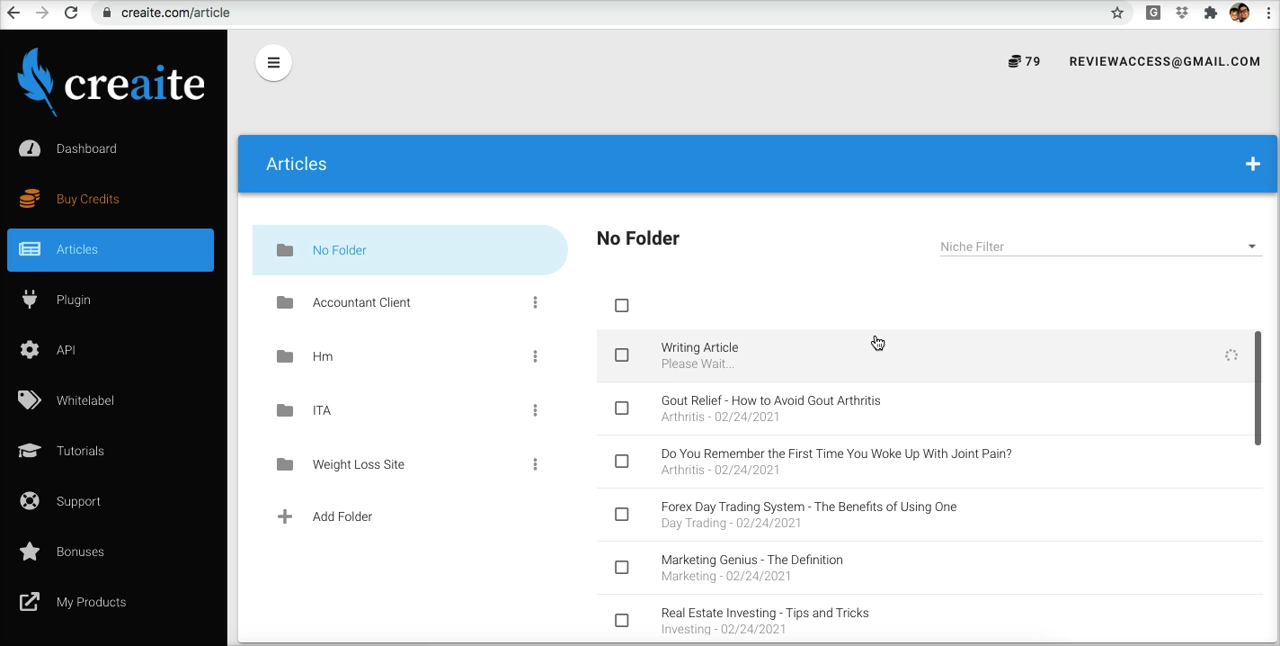 creaite.com/article
G
creaite
79
REVIEWACCESS@GMAIL.COM
Dashboard
Buy Credits
Articles
Plugin
API
Whitelabel
Tutorials
Support
Bonuses
My Products
Articles
No Folder
Accountant Client
Hm
ITA
Weight Loss Site
Add Folder
No Folder
Niche Filter
Writing Article
Please Wait...
Gout Relief - How to Avoid Gout Arthritis
Arthritis - 02/24/2021
Do You Remember the First Time You Woke Up With Joint Pain?
Arthritis - 02/24/2021
Forex Day Trading System - The Benefits of Using One
Day Trading - 02/24/2021
Marketing Genius - The Definition
Marketing - 02/24/2021
Real Estate Investing - Tips and Tricks
Investing - 02/24/2021